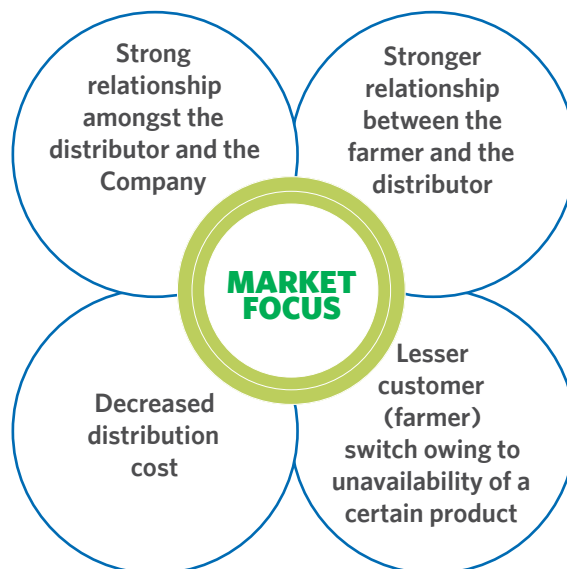 Strong
relationship
amongst the
distributor and the
Company
Stronger
relationship
between the
farmer and the
distributor
MARKET
FOCUS
Decreased
distribution
cost
Lesser
customer
(farmer)
switch owing to
unavailability of a
certain product